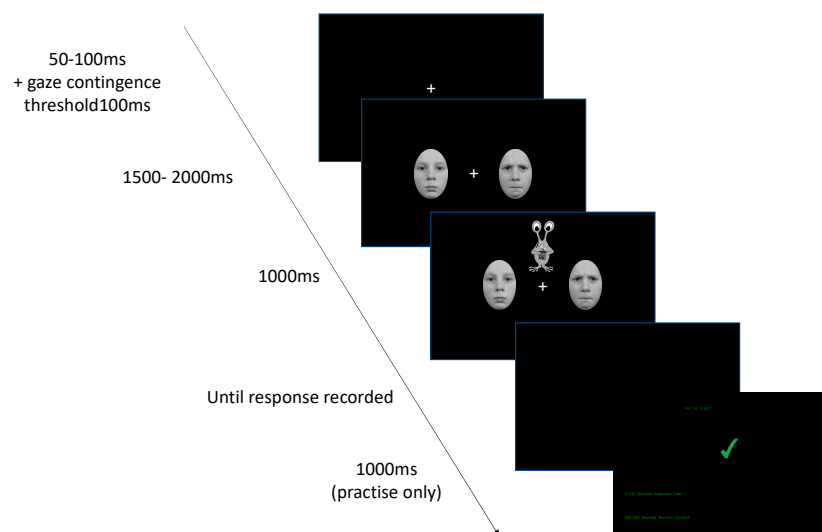 50-100ms
+ gaze contingence
threshold100ms
1500- 2000ms
1000ms
Until response recorded
1000ms
(practise only)